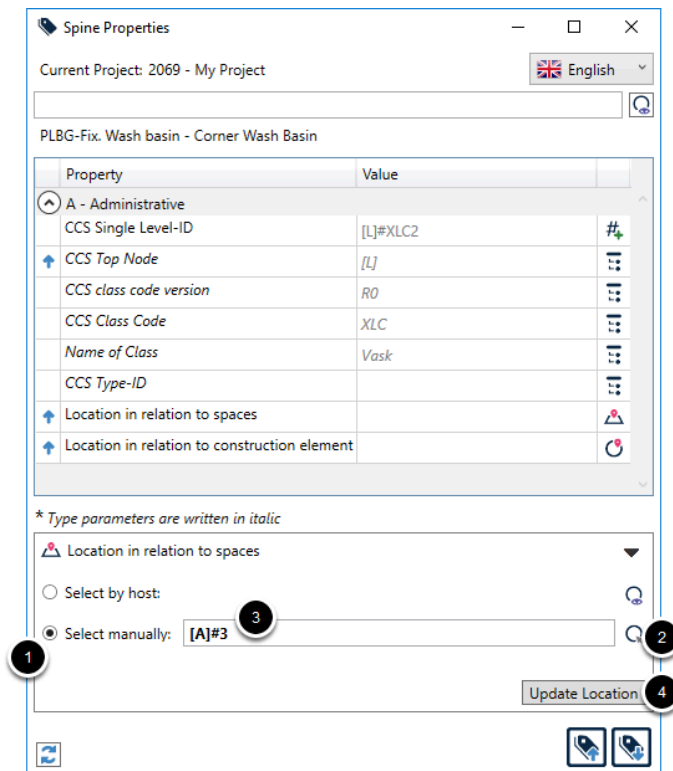 Spine Properties
Current Project: 2069 - My Project
English
PLBG-Fix. Wash basin - Corner Wash Basin
Property Value
A - Administrative
CCS Single Level-ID [L]#XLC2
CCS Top Node [L]
CCS class code version R0
CCS Class Code XLC
Name of Class Vask
CCS Type-ID
Location in relation to spaces
Location in relation to construction element
* Type parameters are written in italic
Location in relation to spaces
Select by host:
3
Select manually: [A]#3
2
1
Update Location
4